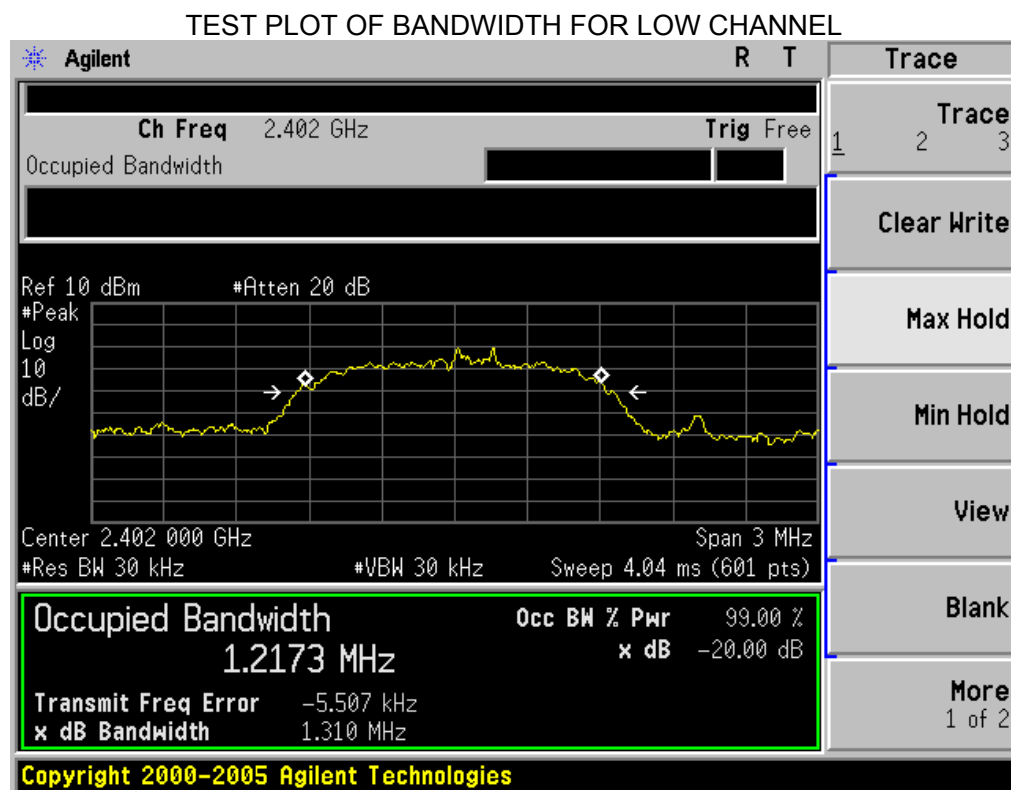 TEST PLOT OF BANDWIDTH FOR LOW CHANNEL
Agilent R T
Ch Freq 2.402 GHz Trig Free
Occupied Bandwidth
Ref 10 dBm #Atten 20 dB
#Peak
Log
10
dB/
Center 2.402 000 GHz Span 3 MHz
#Res BW 30 kHz #VBW 30 kHz Sweep 4.04 ms (601 pts)
Occupied Bandwidth Occ BW % Pwr 99.00 %
1.2173 MHz x dB -20.00 dB
Transmit Freq Error -5.507 kHz
x dB Bandwidth 1.310 MHz
Copyright 2000-2005 Agilent Technologies
Trace
Trace
1 2 3
Clear Write
Max Hold
Min Hold
View
Blank
More
1 of 2